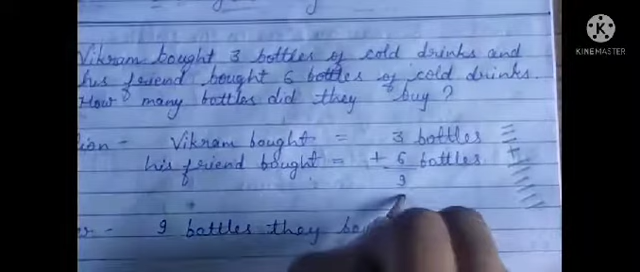 Vikram bought 3 bottles of cold drinks and
his friend bought 6 bottles of cold drinks.
How many bottles did they buy?
Vikram bought = 3 bottles
his friend bought = + 6 bottles
9
9 bottles they
KINEMASTER